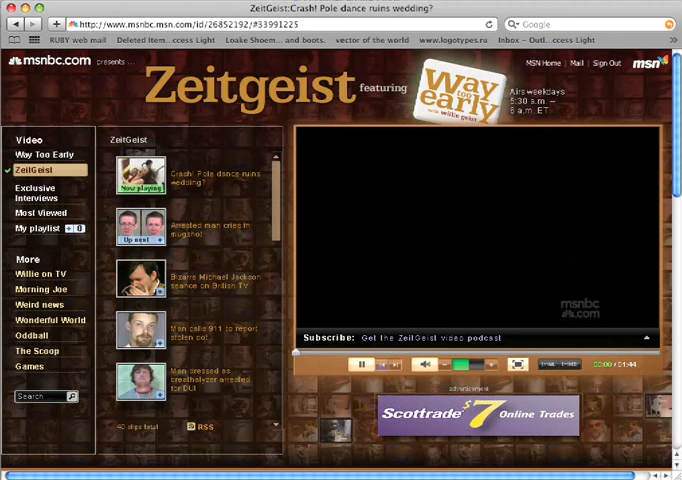 ZeitGeist:Crash! Pole dance ruins wedding?
http://www.msnbc.msn.com/id/26852192/#33991225
Google
RUBY web mail
Deleted Item...ccess Light
Loake Shoem... and boots.
vector of the world
www.logotypes.ru
Inbox – Outl...ccess Light
msnbc.com presents ...
MSN Home | Mail | Sign Out
msn
Zeitgeist featuring
Way too early
with willie geist
Airs weekdays
5:30 a.m. –
6 a.m. ET
Video
Way Too Early
ZeitGeist
Exclusive
Interviews
Most Viewed
My playlist + 0
More
Willie on TV
Morning Joe
Weird news
Wonderful World
Oddball
The Scoop
Games
Search
ZeitGeist
Crash! Pole dance ruins
wedding?
Now playing
Arrested man cries in
mugshot
Up next
Bizarre Michael Jackson
seance on British TV
Man calls 911 to report
stolen pot
Man dressed as
breathalyzer arrested
for DUI
40 clips total
RSS
msnbc
.com
Subscribe: Get the ZeitGeist video podcast
00:00 / 01:44
advertisement
Scottrade $7 Online Trades